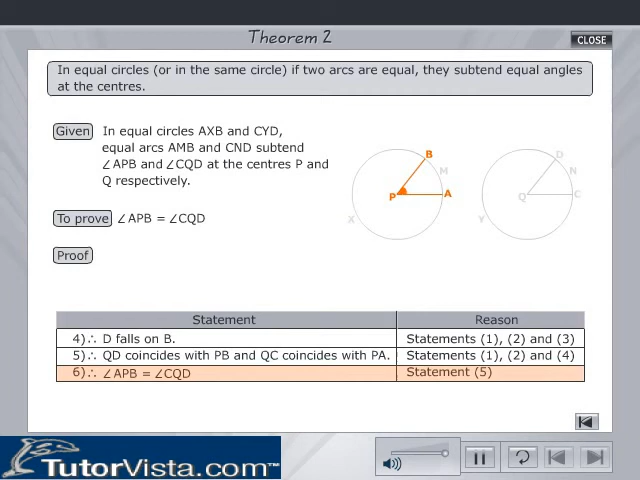 Theorem 2
CLOSE
In equal circles (or in the same circle) if two arcs are equal, they subtend equal angles
at the centres.
Given In equal circles AXB and CYD,
equal arcs AMB and CND subtend
∠APB and ∠CQD at the centres P and
Q respectively.
To prove ∠APB = ∠CQD
Proof
B
M
P
A
X
D
N
Q
C
Y
Statement Reason
4) ∴ D falls on B. Statements (1), (2) and (3)
5) ∴ QD coincides with PB and QC coincides with PA. Statements (1), (2) and (4)
6) ∴ ∠APB = ∠CQD Statement (5)
TutorVista.com™